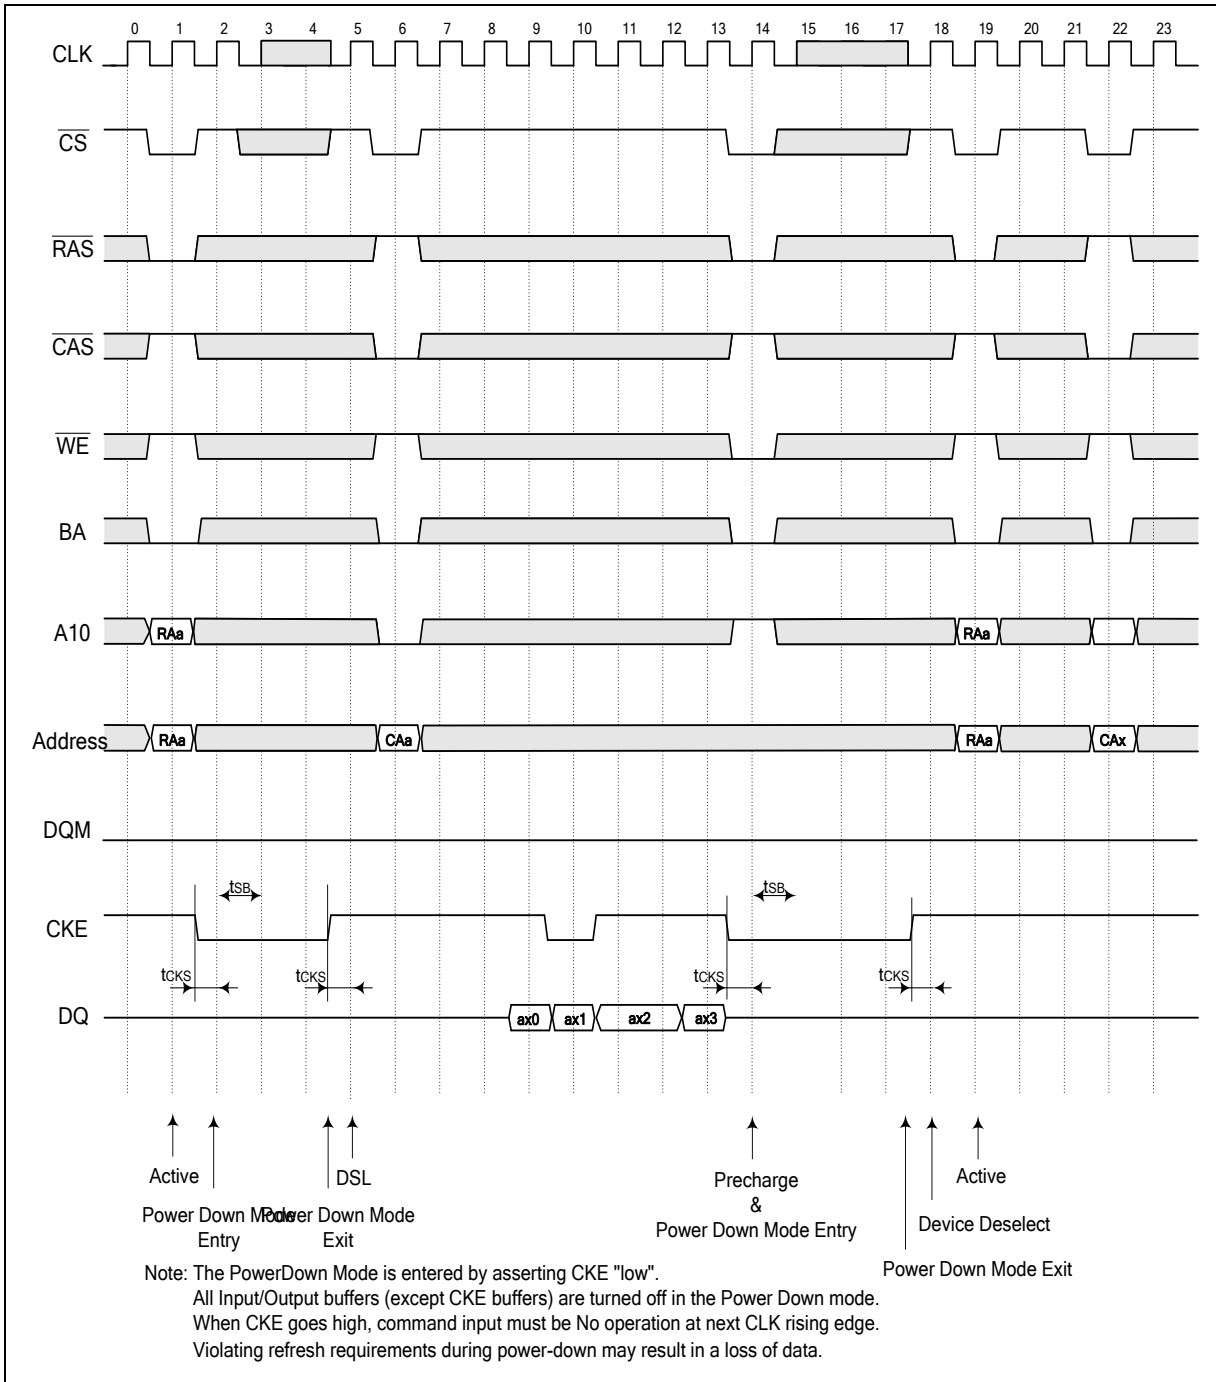 0 1 2 3 4 5 6 7 8 9 10 11 12 13 14 15 16 17 18 19 20 21 22 23
CLK
CS
RAS
CAS
WE
BA
A10 RAa RAa
Address RAa CAa RAa CAx
DQM
tSB tSB
CKE
tCKS tCKS tCKS tCKS
DQ ax0 ax1 ax2 ax3
Active
Power Down Mode
Entry
Power Down Mode
Exit
DSL
Precharge
&
Power Down Mode Entry
Active
Device Deselect
Power Down Mode Exit
Note: The PowerDown Mode is entered by asserting CKE "low".
All Input/Output buffers (except CKE buffers) are turned off in the Power Down mode.
When CKE goes high, command input must be No operation at next CLK rising edge.
Violating refresh requirements during power-down may result in a loss of data.